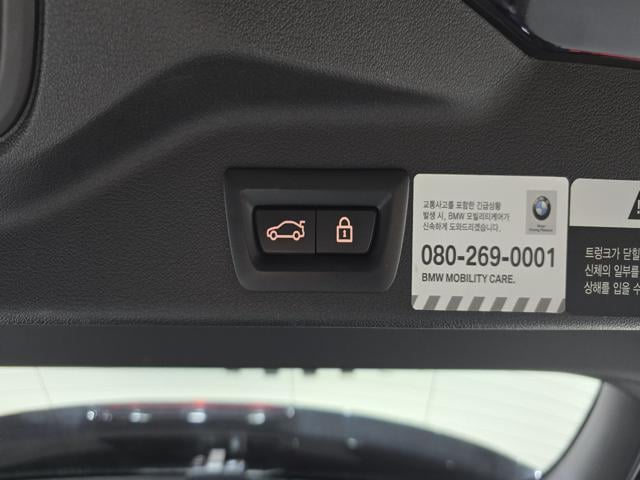 교통사고를 포함한 긴급상황
발생 시, BMW 모빌리티케어가
신속하게 도와드리겠습니다.
080-269-0001
BMW MOBILITY CARE.
트렁크가 닫힐
신체의 일부를
상해를 입을 수